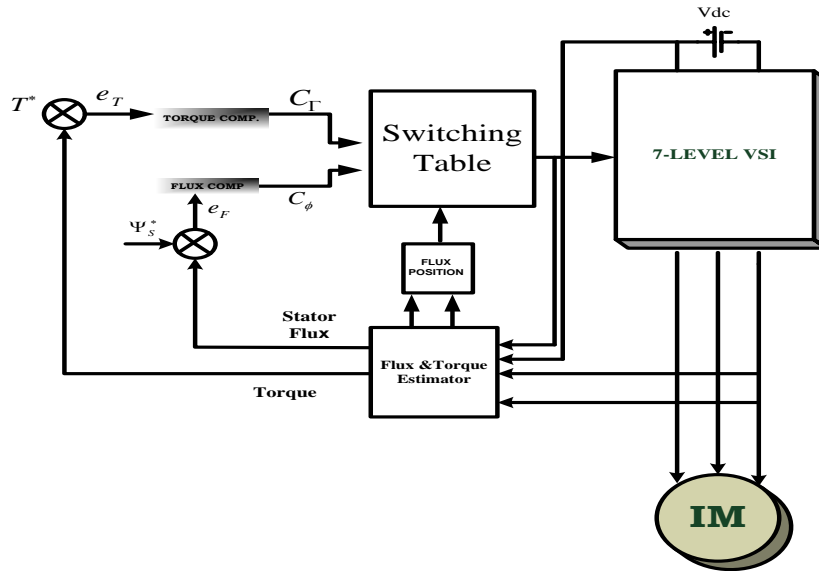 Vdc
T*
e_T
TORQUE COMP.
C_Γ
Switching
Table
7-LEVEL VSI
FLUX COMP
C_ϕ
e_F
Ψ_S^*
FLUX
POSITION
Stator
Flux
Flux &Torque
Estimator
Torque
IM